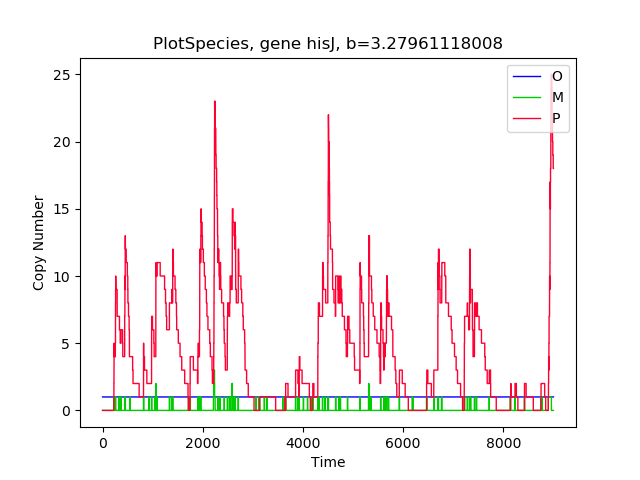 PlotSpecies, gene hisJ, b=3.27961118008
25
20
15
10
5
0
Copy Number
O
M
P
0 2000 4000 6000 8000
Time